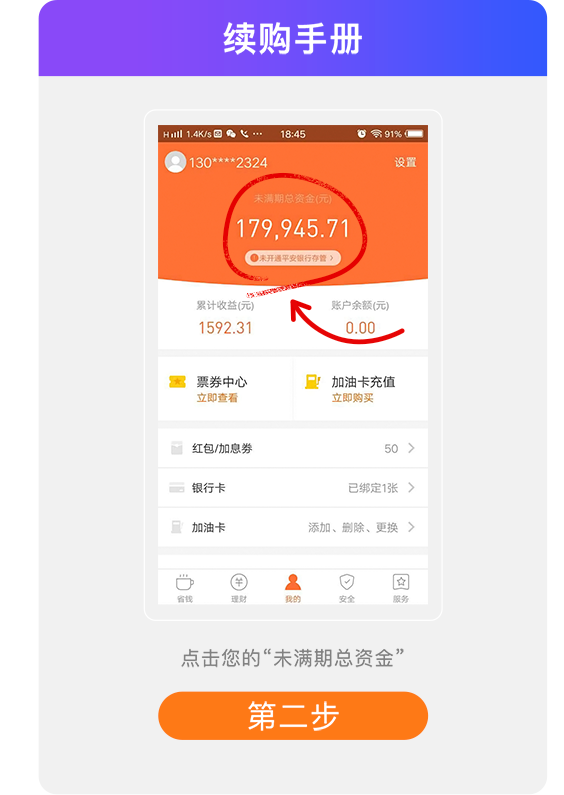 续购手册
H 1.4K/s 18:45 91%
130****2324 设置
未满期总资金(元)
179,945.71
未开通平安银行存管 >
累计收益(元) 账户余额(元)
1592.31 0.00
票券中心 加油卡充值
立即查看 立即购买
红包/加息券 50 >
银行卡 已绑定1张 >
加油卡 添加、删除、更换 >
省钱 理财 我的 安全 服务
点击您的“未满期总资金”
第二步